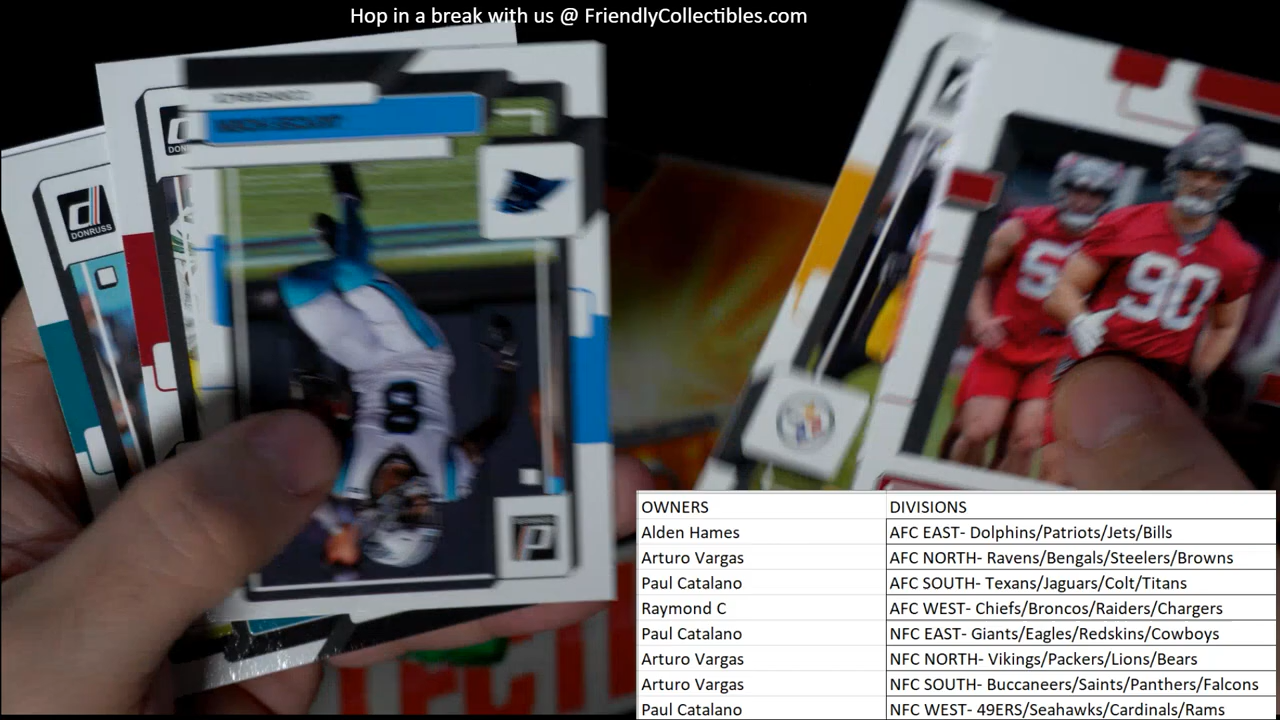 Hop in a break with us @ FriendlyCollectibles.com
DONRUSS
90
5
8
OWNERS DIVISIONS
Alden Hames AFC EAST- Dolphins/Patriots/Jets/Bills
Arturo Vargas AFC NORTH- Ravens/Bengals/Steelers/Browns
Paul Catalano AFC SOUTH- Texans/Jaguars/Colt/Titans
Raymond C AFC WEST- Chiefs/Broncos/Raiders/Chargers
Paul Catalano NFC EAST- Giants/Eagles/Redskins/Cowboys
Arturo Vargas NFC NORTH- Vikings/Packers/Lions/Bears
Arturo Vargas NFC SOUTH- Buccaneers/Saints/Panthers/Falcons
Paul Catalano NFC WEST- 49ERS/Seahawks/Cardinals/Rams